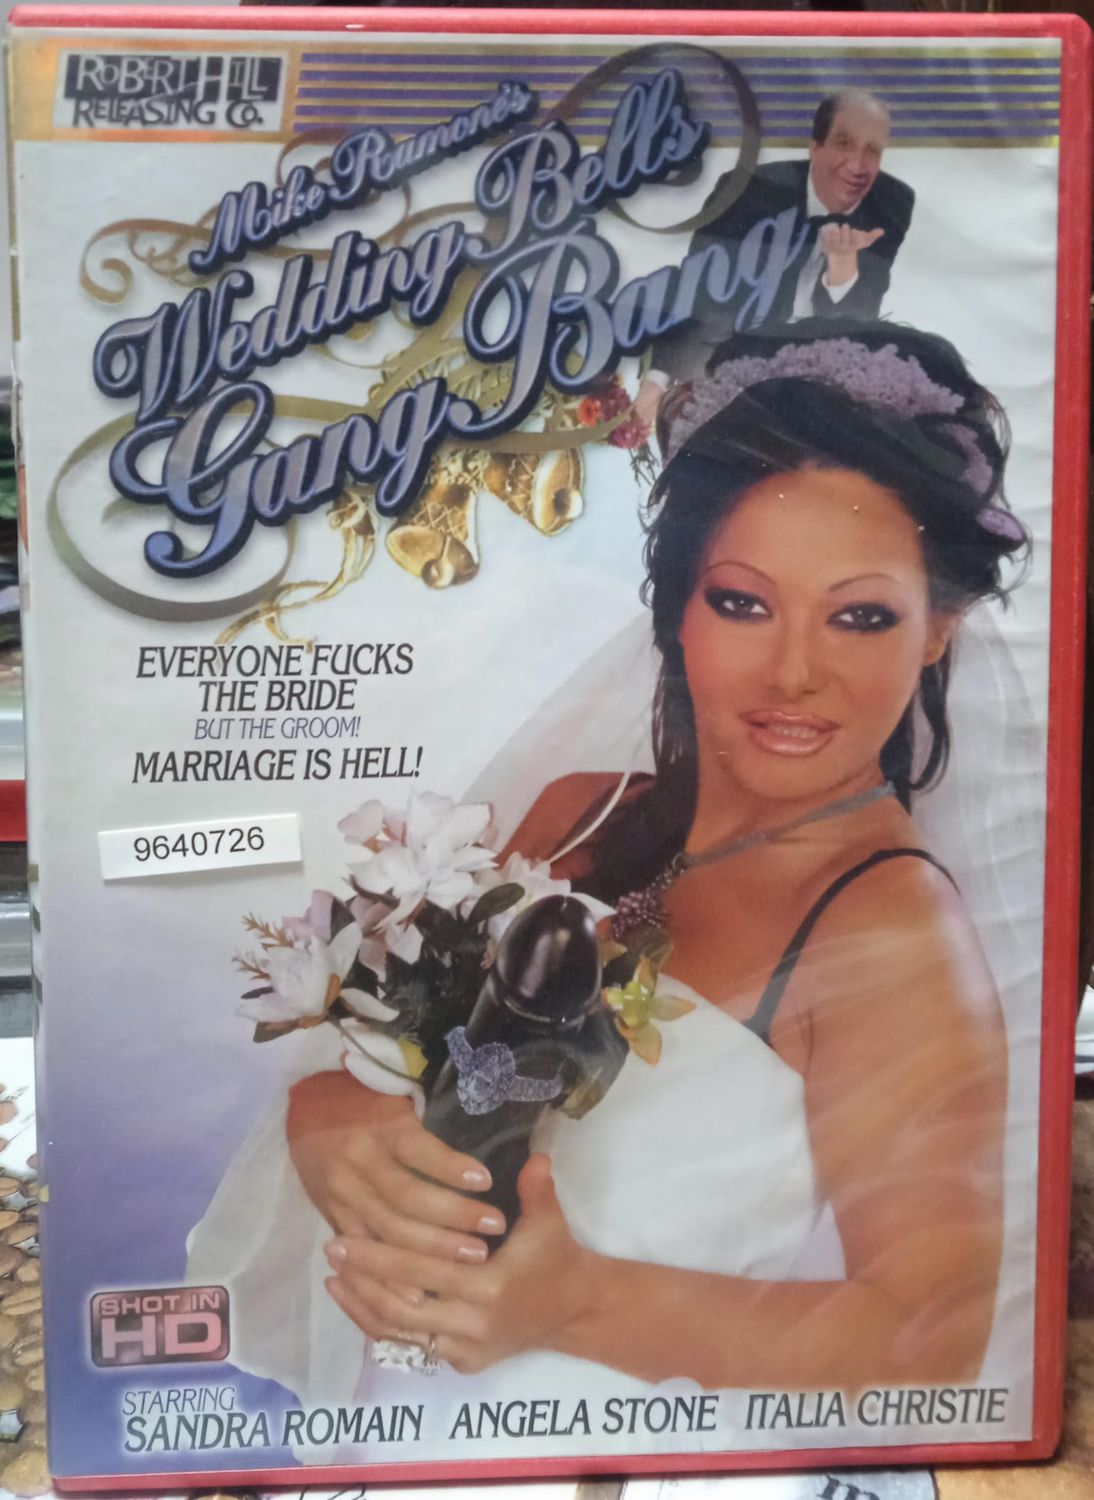 ROBERT HILL
RELEASING CO.
Mike Ramone's
Wedding Bells
Gang Bang
EVERYONE FUCKS
THE BRIDE
BUT THE GROOM!
MARRIAGE IS HELL!
9640726
SHOT IN
HD
STARRING
SANDRA ROMAIN ANGELA STONE ITALIA CHRISTIE